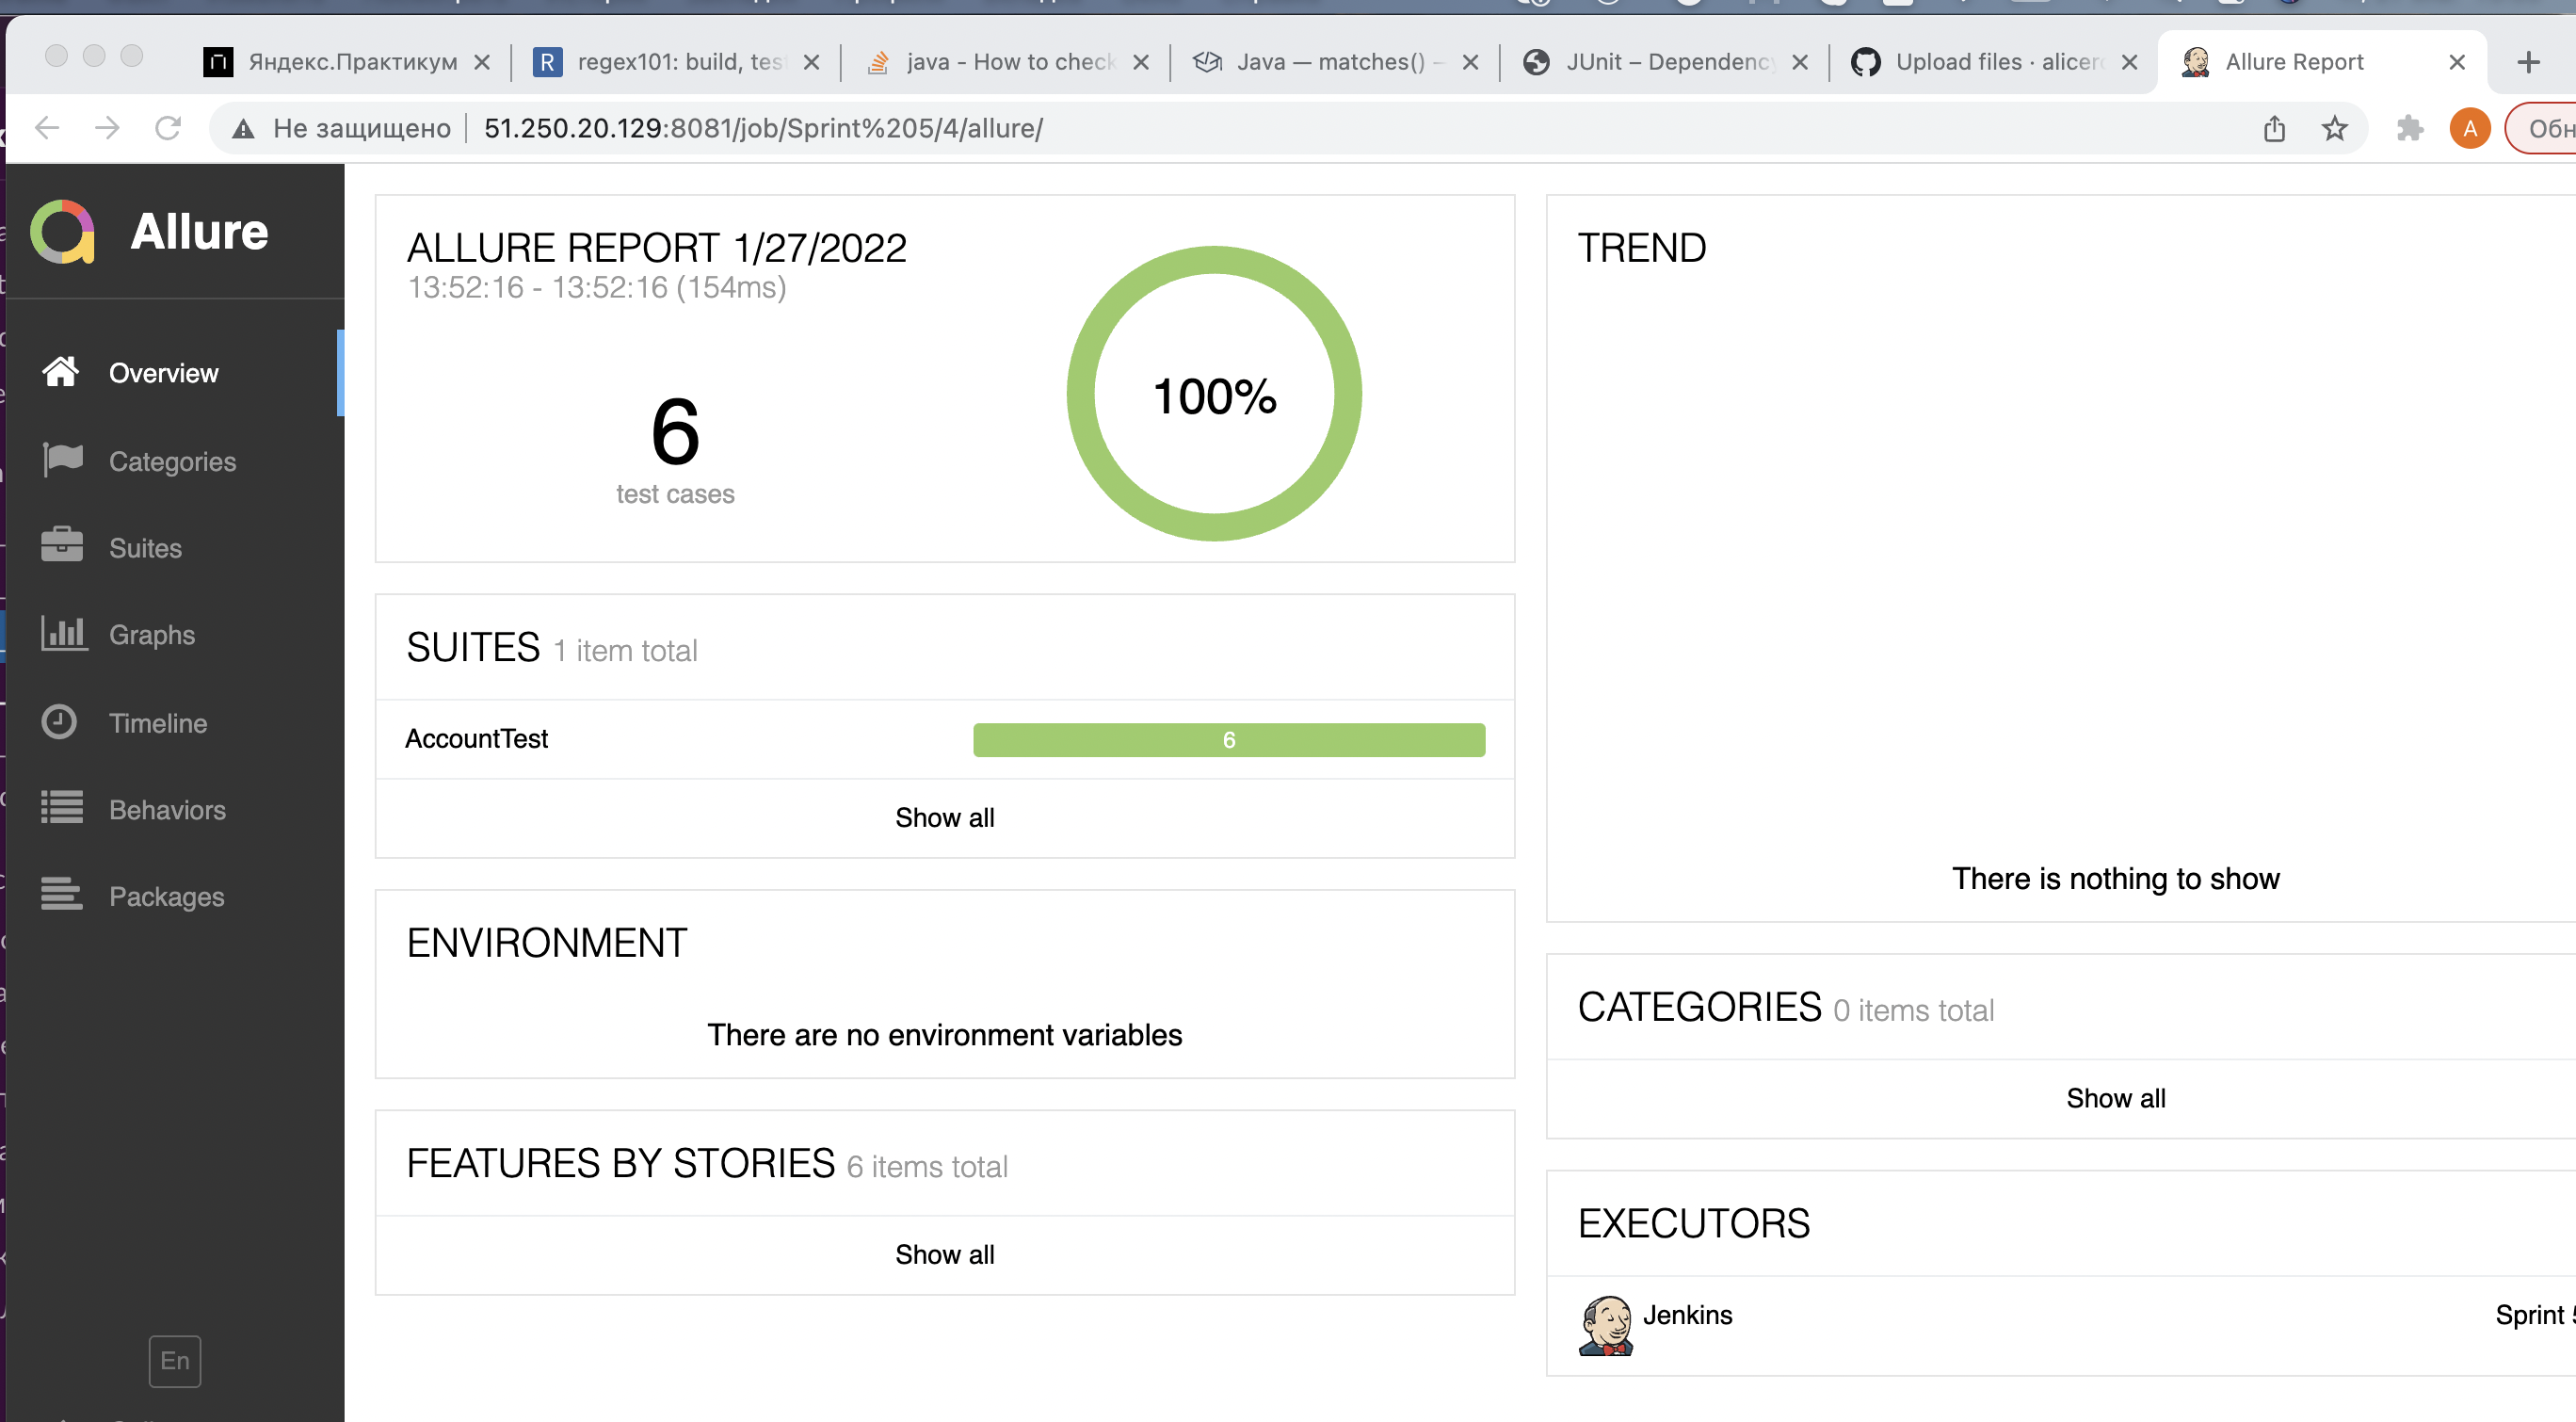 Яндекс.Практикум
regex101: build, tes
java - How to check
Java — matches() –
JUnit – Dependency
Upload files · alicero
Allure Report
Не защищено
51.250.20.129:8081/job/Sprint%205/4/allure/
A
Обн
Allure
Overview
Categories
Suites
Graphs
Timeline
Behaviors
Packages
En
ALLURE REPORT 1/27/2022
13:52:16 - 13:52:16 (154ms)
6
test cases
100%
SUITES 1 item total
AccountTest
6
Show all
ENVIRONMENT
There are no environment variables
FEATURES BY STORIES 6 items total
Show all
TREND
There is nothing to show
CATEGORIES 0 items total
Show all
EXECUTORS
Jenkins
Sprint 5